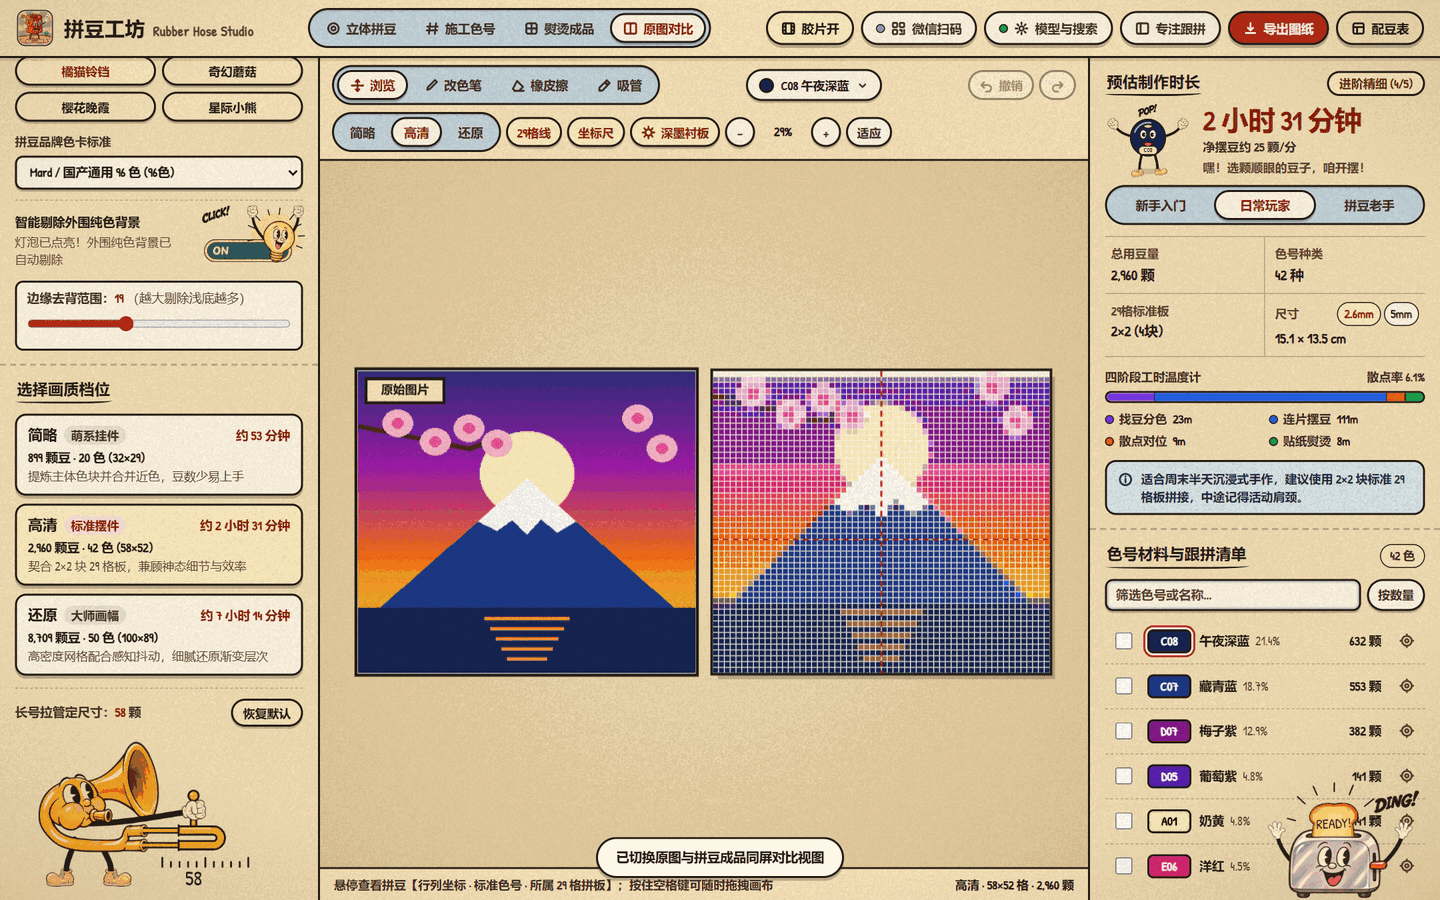 拼豆工坊 Rubber Hose Studio
立体拼豆
施工色号
熨烫成品
原图对比
胶片开
微信扫码
模型与搜索
专注跟拼
导出图纸
配豆表
橘猫铃铛
奇幻蘑菇
樱花晚霞
星际小熊
拼豆品牌色卡标准
Mard / 国产通用 % 色 (%色)
智能剔除外围纯色背景
灯泡已点亮！外围纯色背景已
自动剔除
CLICK!
ON
边缘去背范围：19 （越大剔除浅底越多）
选择画质档位
简略 萌系挂件 约 53 分钟
899 颗豆 · 20 色 (32×29)
提炼主体色块并合并近色，豆数少易上手
高清 标准摆件 约 2 小时 31 分钟
2,960 颗豆 · 42 色 (58×52)
契合 2×2 块 29 格板，兼顾神态细节与效率
还原 大师画幅 约 7 小时 14 分钟
8,709 颗豆 · 50 色 (100×89)
高密度网格配合感知抖动，细腻还原渐变层次
长号拉管定尺寸：58 颗
恢复默认
58
浏览
改色笔
橡皮擦
吸管
C08 午夜深蓝
撤销
简略
高清
还原
29格线
坐标尺
深墨衬板
-
29%
+
适应
原始图片
已切换原图与拼豆成品同屏对比视图
悬停查看拼豆【行列坐标 · 标准色号 · 所属 29 格拼板】；按住空格键可随时拖拽画布
高清 · 58×52 格 · 2,960 颗
预估制作时长
进阶精细 (4/5)
POP!
C08
2 小时 31 分钟
净摆豆约 25 颗/分
嘿！选颗顺眼的豆子，咱开摆！
新手入门
日常玩家
拼豆老手
总用豆量
2,960 颗
色号种类
42 种
29格标准板
2×2 (4块)
尺寸
2.6mm
5mm
15.1 × 13.5 cm
四阶段工时温度计
散点率 6.1%
找豆分色 23m
连片摆豆 111m
散点对位 9m
贴纸熨烫 8m
适合周末半天沉浸式手作，建议使用 2×2 块标准 29
格板拼接，中途记得活动肩颈。
色号材料与跟拼清单
42 色
筛选色号或名称...
按数量
C08 午夜深蓝 21.4% 632 颗
C07 藏青蓝 18.7% 553 颗
D07 梅子紫 12.9% 382 颗
D05 葡萄紫 4.8% 141 颗
A01 奶黄 4.8% 颗
E06 洋红 4.5%
DING!
READY!